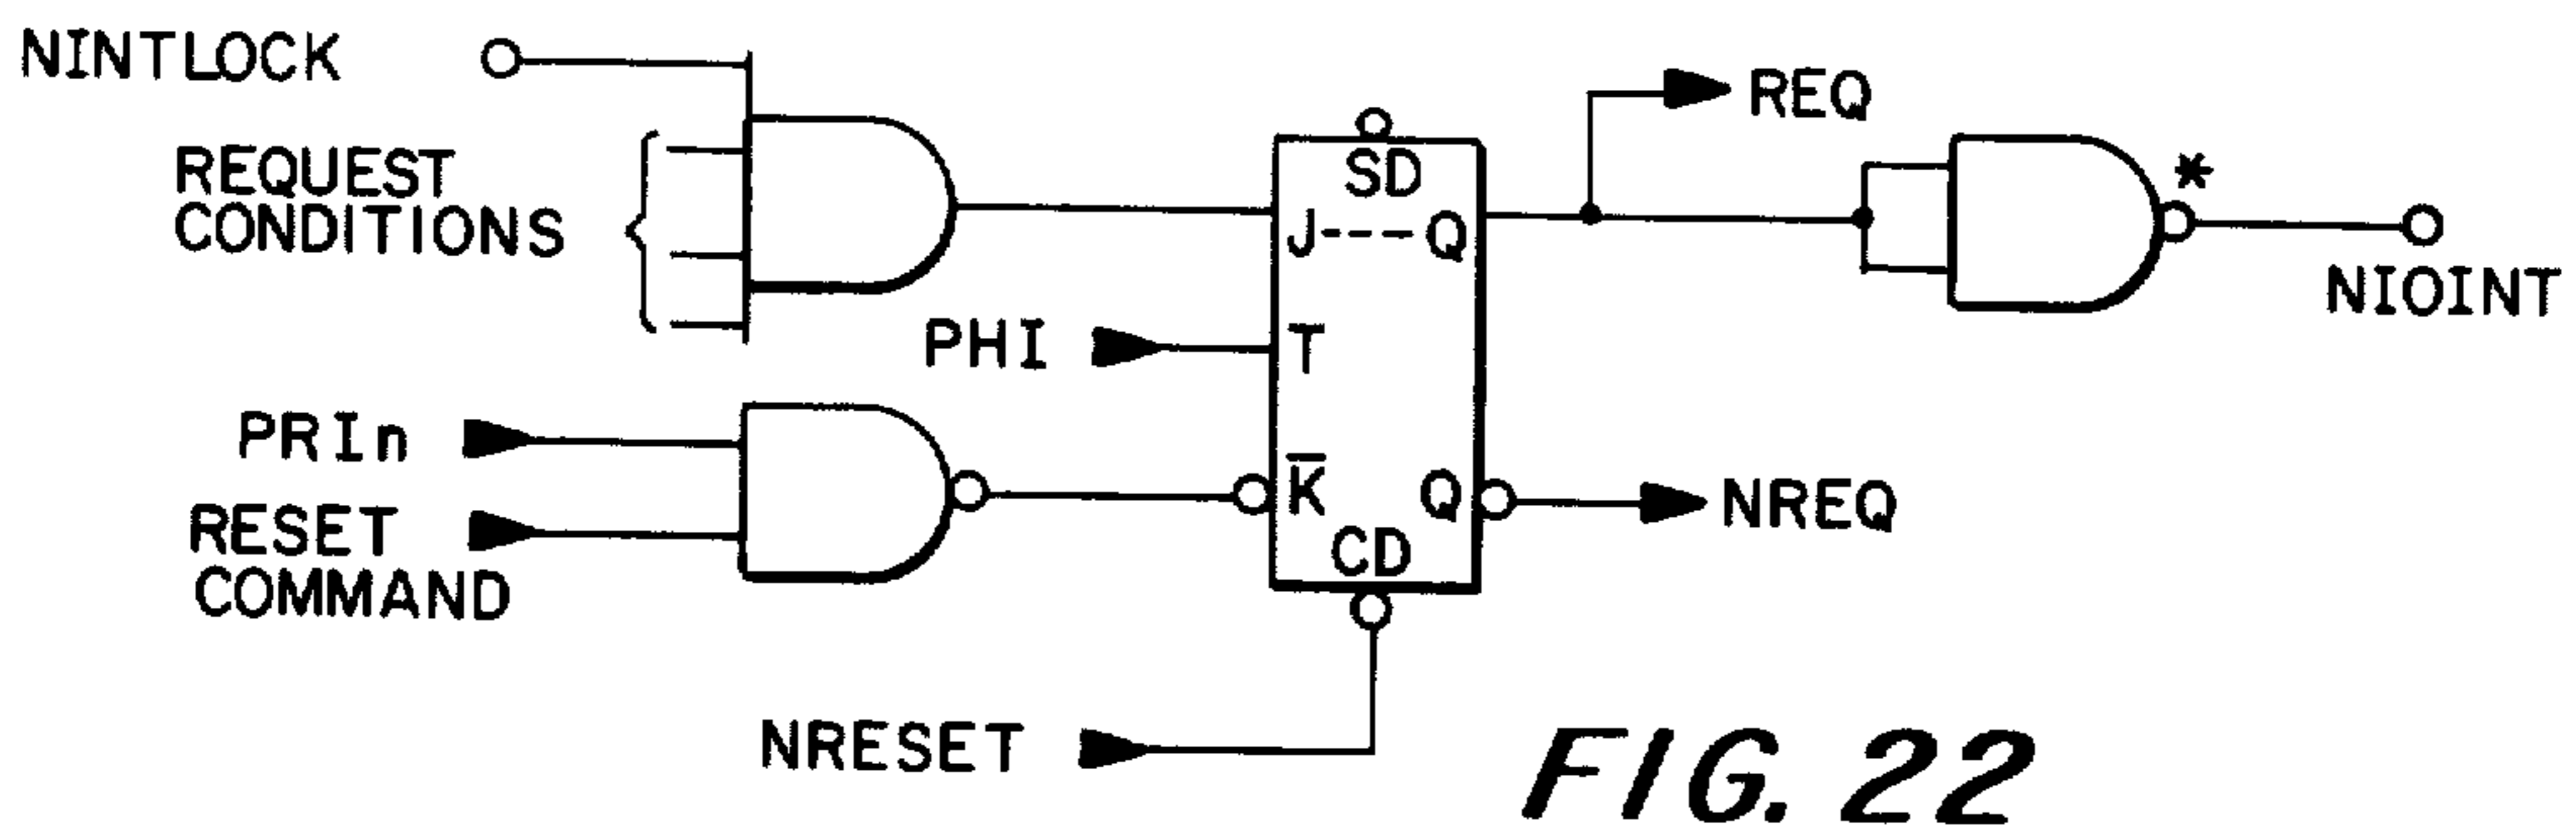 NINTLOCK
REQUEST
CONDITIONS
REQ
SD
*
J---Q
NIOINT
PHI
T
PRIn
K̅ Q
NREQ
RESET
COMMAND
CD
NRESET
FIG. 22